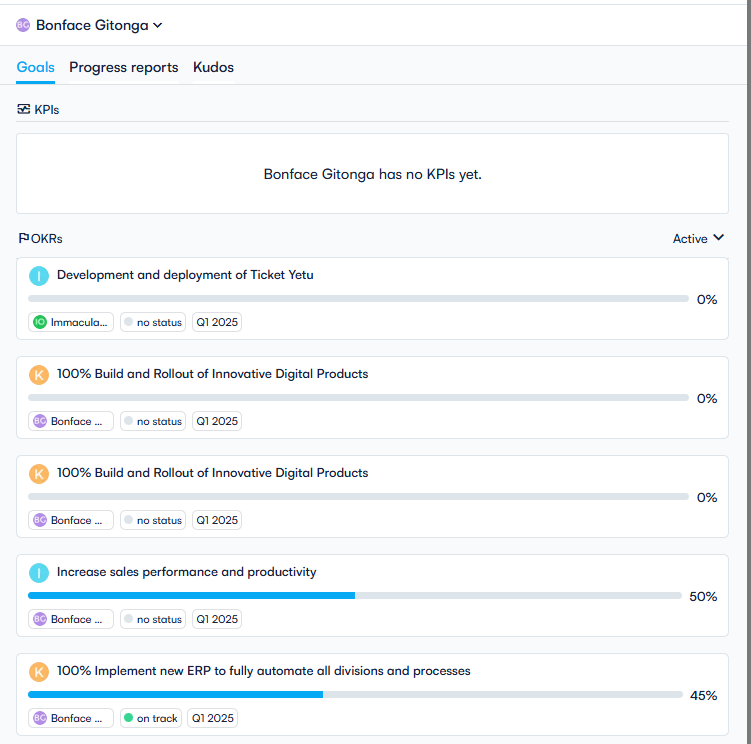 BG Bonface Gitonga
Goals Progress reports Kudos
KPIs
Bonface Gitonga has no KPIs yet.
OKRs Active
I Development and deployment of Ticket Yetu
0%
IO Immacula... no status Q1 2025
K 100% Build and Rollout of Innovative Digital Products
0%
BG Bonface ... no status Q1 2025
K 100% Build and Rollout of Innovative Digital Products
0%
BG Bonface ... no status Q1 2025
I Increase sales performance and productivity
50%
BG Bonface ... no status Q1 2025
K 100% Implement new ERP to fully automate all divisions and processes
45%
BG Bonface ... on track Q1 2025